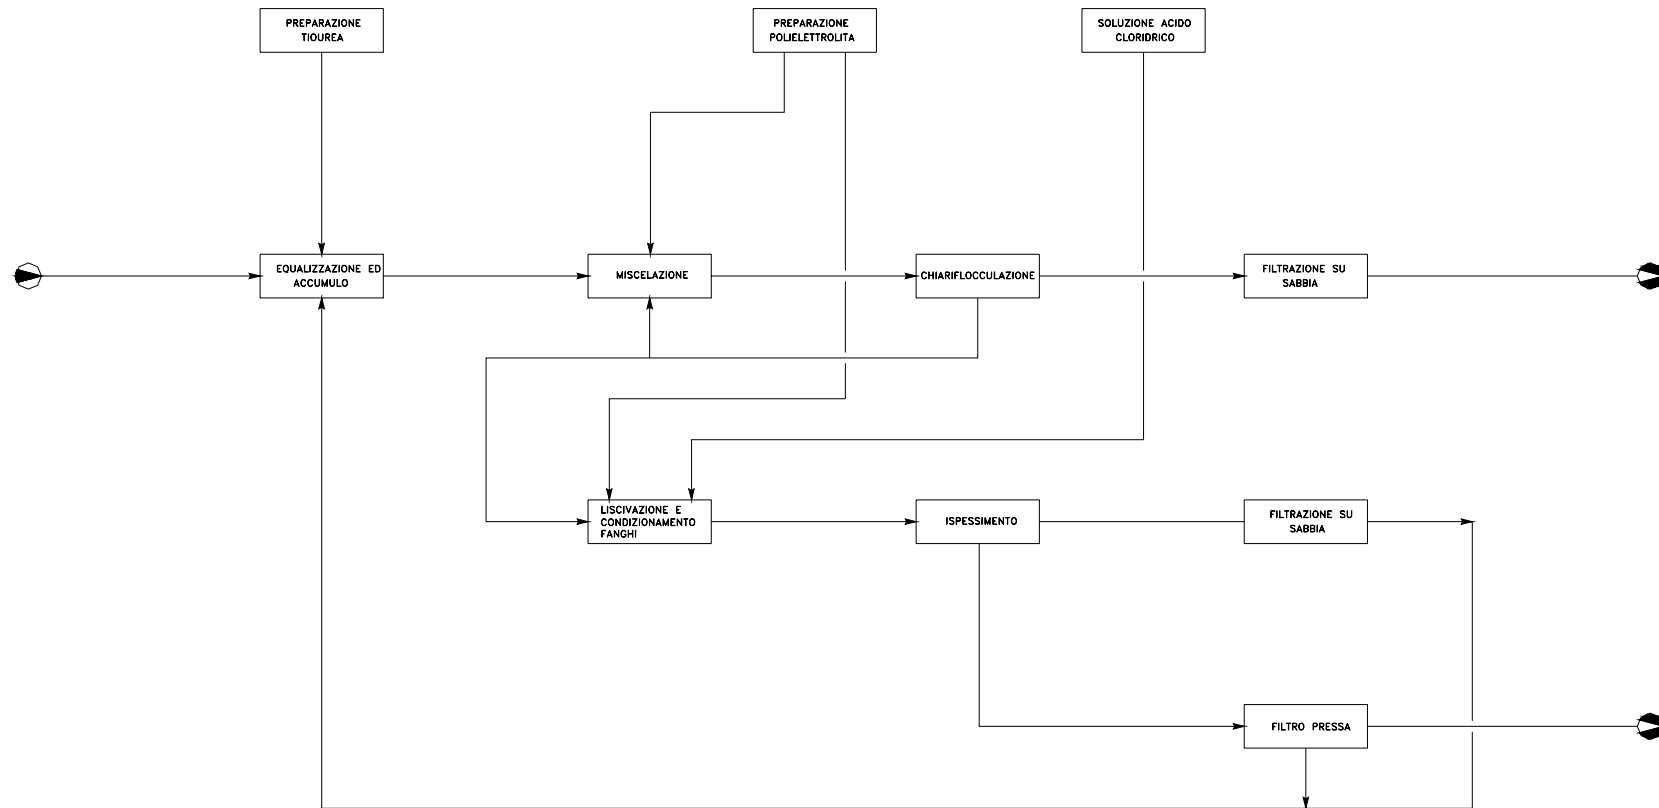 PREPARAZIONE
TIOUREA
PREPARAZIONE
POLIELETTROLITA
SOLUZIONE ACIDO
CLORIDRICO
EQUALIZZAZIONE ED
ACCUMULO
MISCELAZIONE
CHIARIFLOCCULAZIONE
FILTRAZIONE SU
SABBIA
LISCIVAZIONE E
CONDIZIONAMENTO
FANGHI
ISPESSIMENTO
FILTRAZIONE SU
SABBIA
FILTRO PRESSA